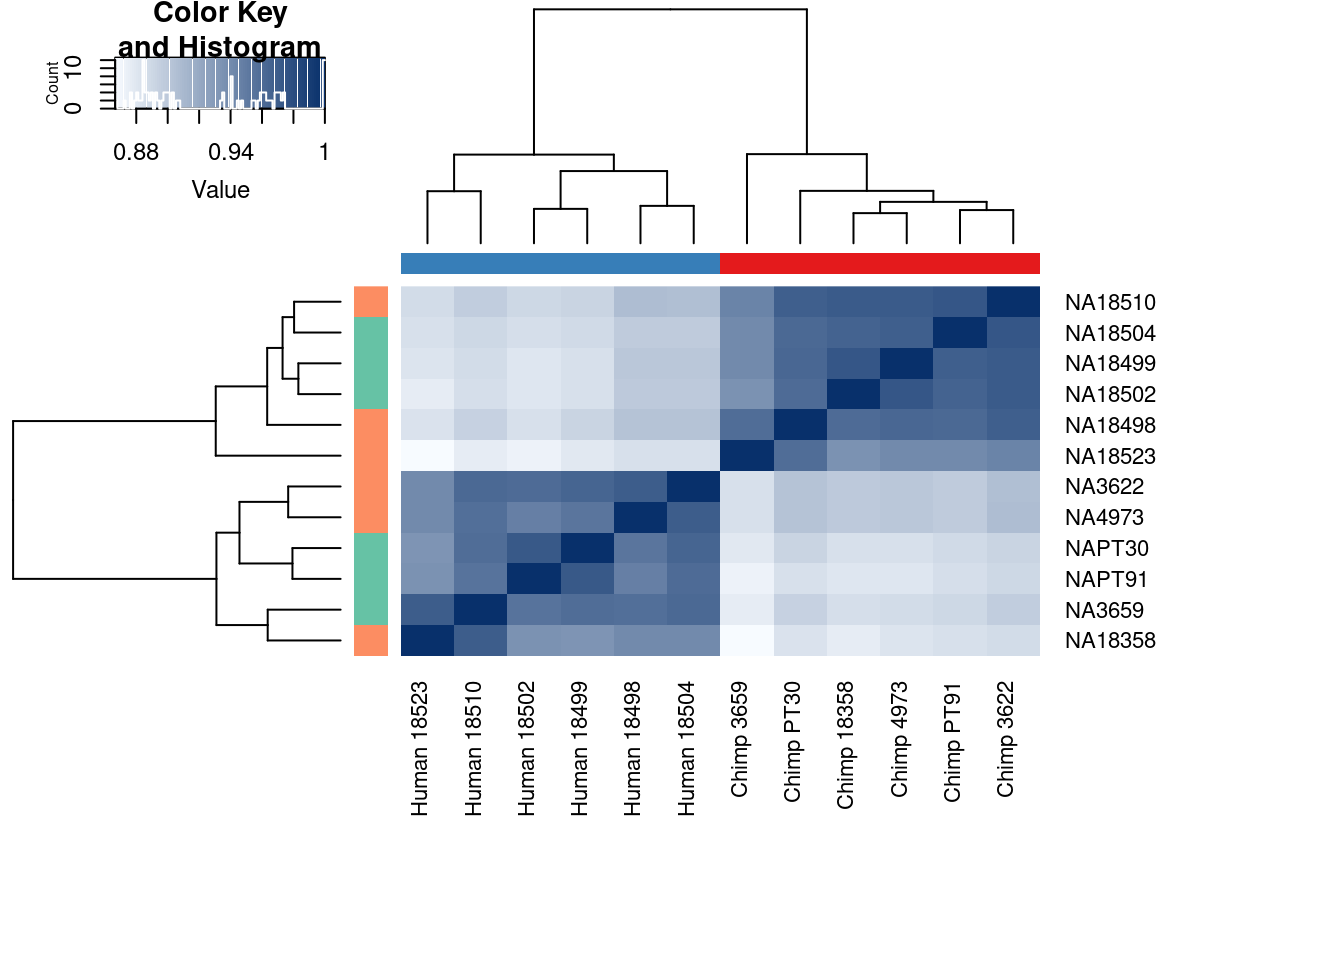 Color Key
and Histogram
Count
0 10
0.88 0.94 1
Value
NA18510
NA18504
NA18499
NA18502
NA18498
NA18523
NA3622
NA4973
NAPT30
NAPT91
NA3659
NA18358
Human 18523
Human 18510
Human 18502
Human 18499
Human 18498
Human 18504
Chimp 3659
Chimp PT30
Chimp 18358
Chimp 4973
Chimp PT91
Chimp 3622